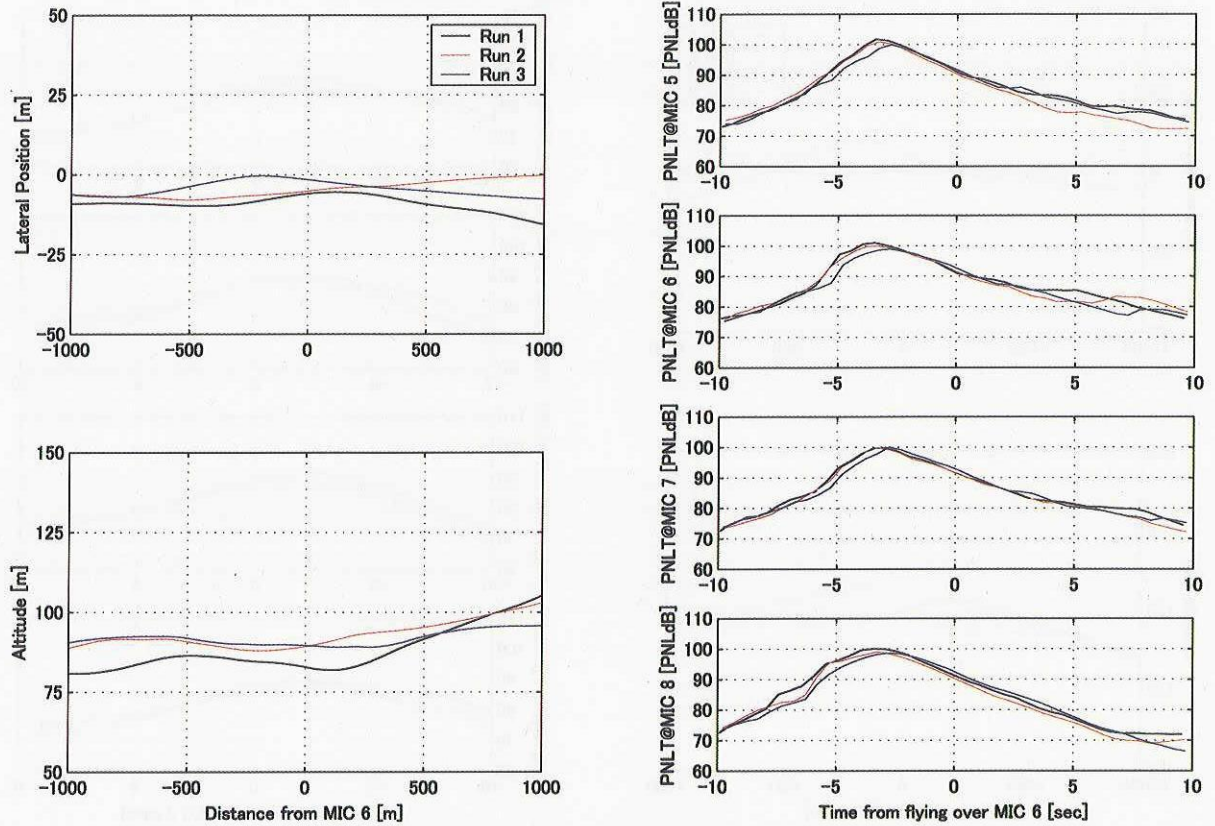 50
25
0
-25
-50
Lateral Position [m]
-1000 -500 0 500 1000
Run 1
Run 2
Run 3
150
125
100
75
50
Altitude [m]
-1000 -500 0 500 1000
Distance from MIC 6 [m]
110
100
90
80
70
60
PNLT@MIC 5 [PNLdB]
-10 -5 0 5 10
110
100
90
80
70
60
PNLT@MIC 6 [PNLdB]
-10 -5 0 5 10
110
100
90
80
70
60
PNLT@MIC 7 [PNLdB]
-10 -5 0 5 10
110
100
90
80
70
60
PNLT@MIC 8 [PNLdB]
-10 -5 0 5 10
Time from flying over MIC 6 [sec]